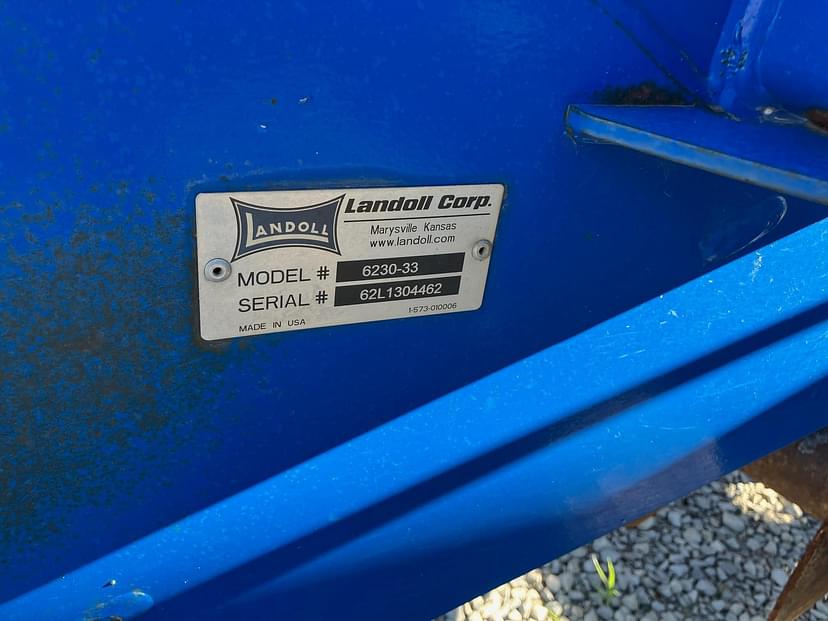 LANDOLL
Landoll Corp.
Marysville Kansas
www.landoll.com
MODEL # 6230-33
SERIAL # 62L1304462
MADE IN USA
1-573-010006